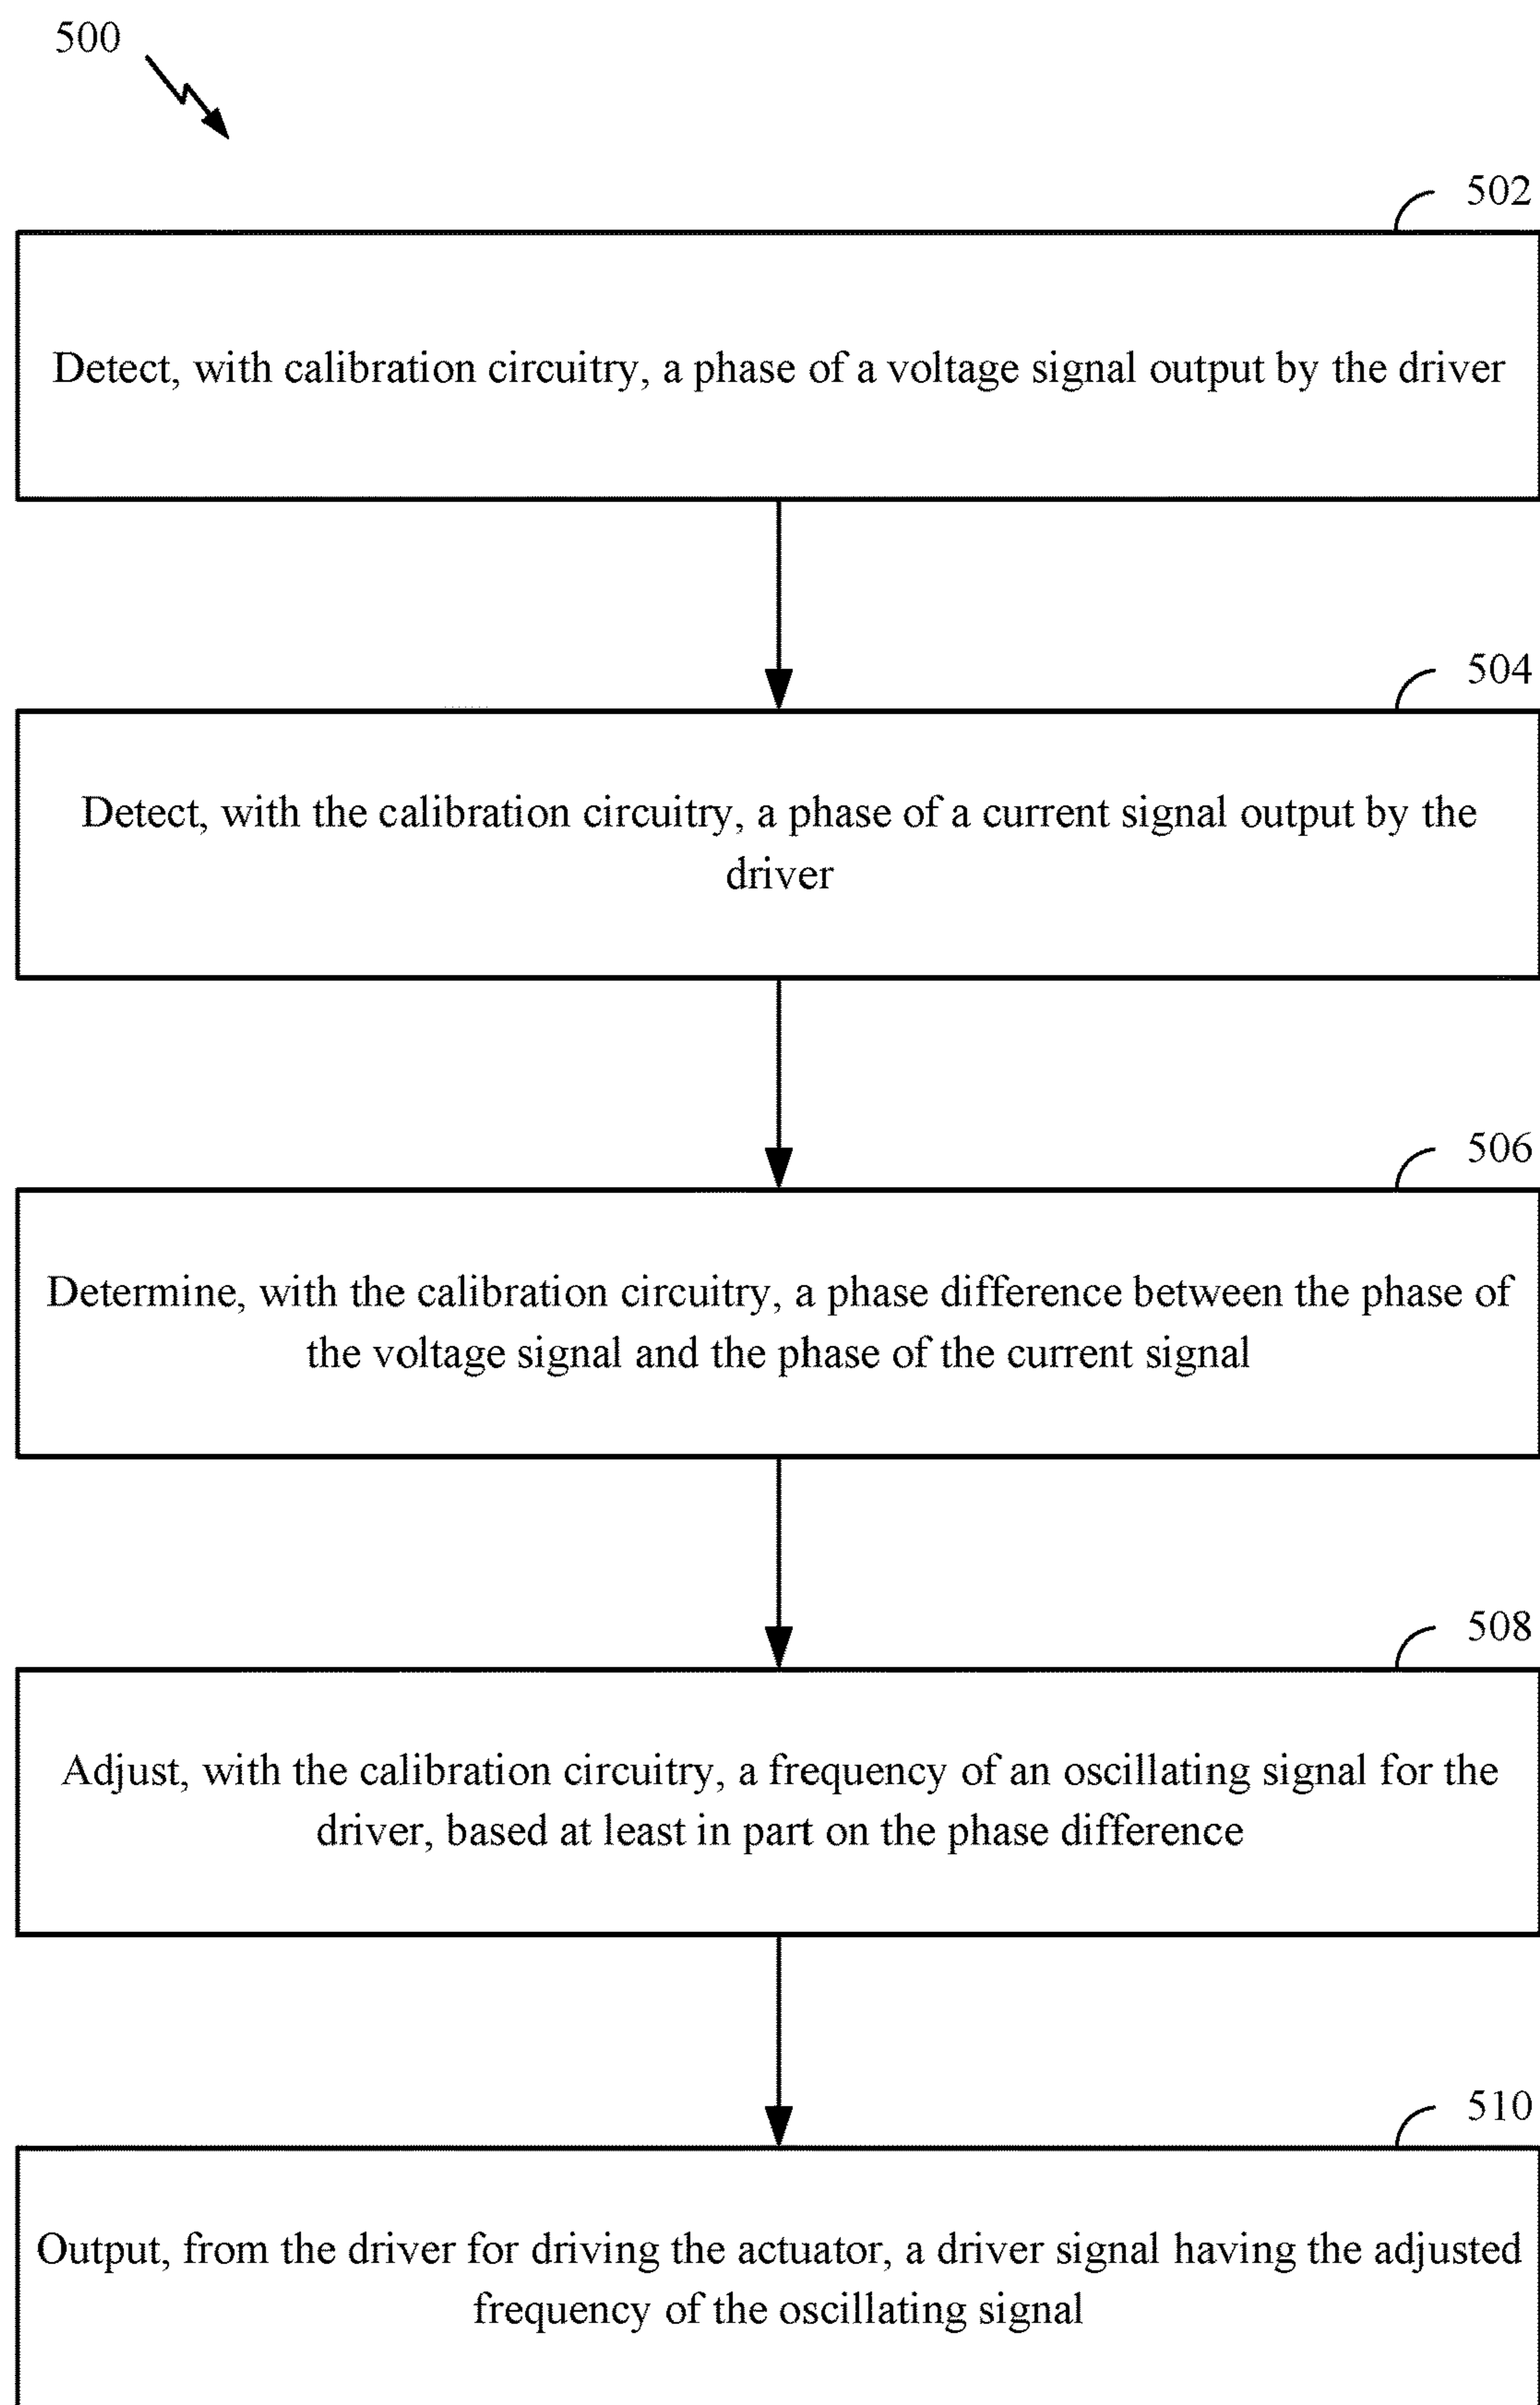 500
502
Detect, with calibration circuitry, a phase of a voltage signal output by the driver
504
Detect, with the calibration circuitry, a phase of a current signal output by the
driver
506
Determine, with the calibration circuitry, a phase difference between the phase of
the voltage signal and the phase of the current signal
508
Adjust, with the calibration circuitry, a frequency of an oscillating signal for the
driver, based at least in part on the phase difference
510
Output, from the driver for driving the actuator, a driver signal having the adjusted
frequency of the oscillating signal